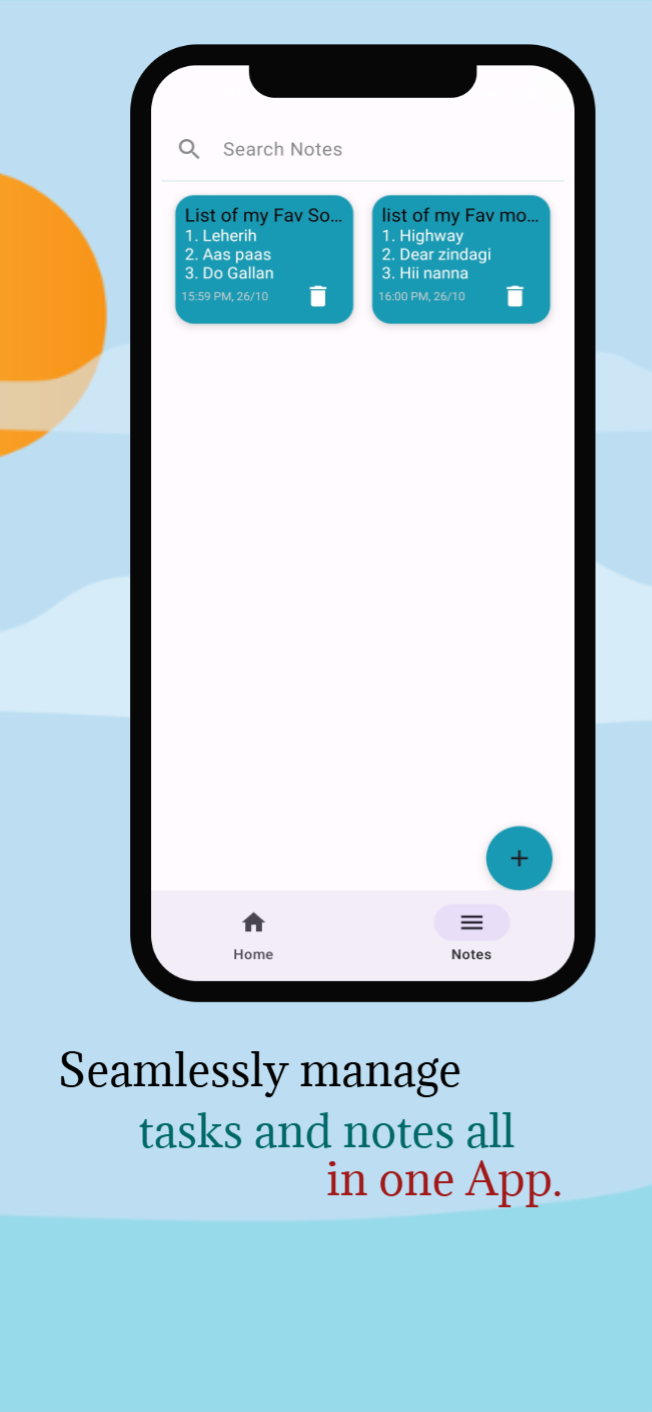 Search Notes
List of my Fav So...
1. Leherih
2. Aas paas
3. Do Gallan
15:59 PM, 26/10
list of my Fav mo...
1. Highway
2. Dear zindagi
3. Hii nanna
16:00 PM, 26/10
+
Home
Notes
Seamlessly manage
tasks and notes all
in one App.